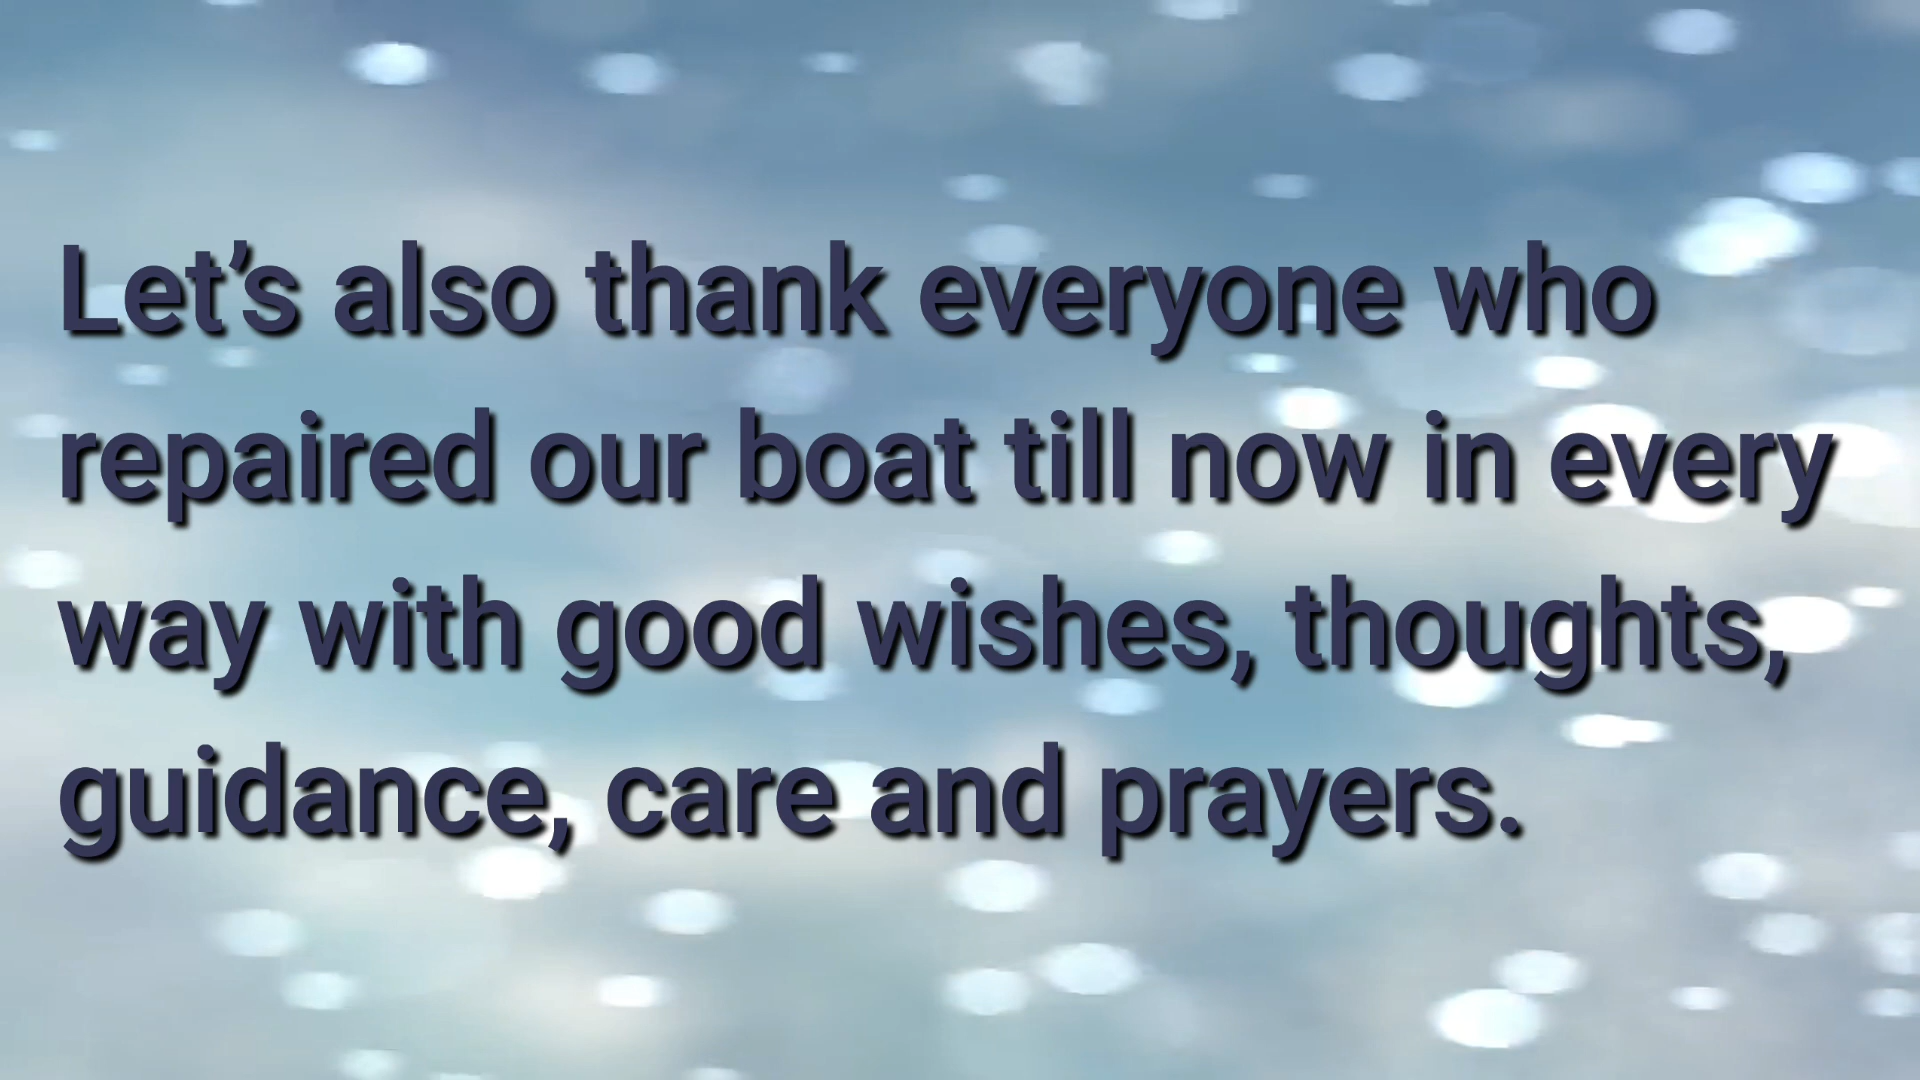 Let’s also thank everyone who
repaired our boat till now in every
way with good wishes, thoughts,
guidance, care and prayers.